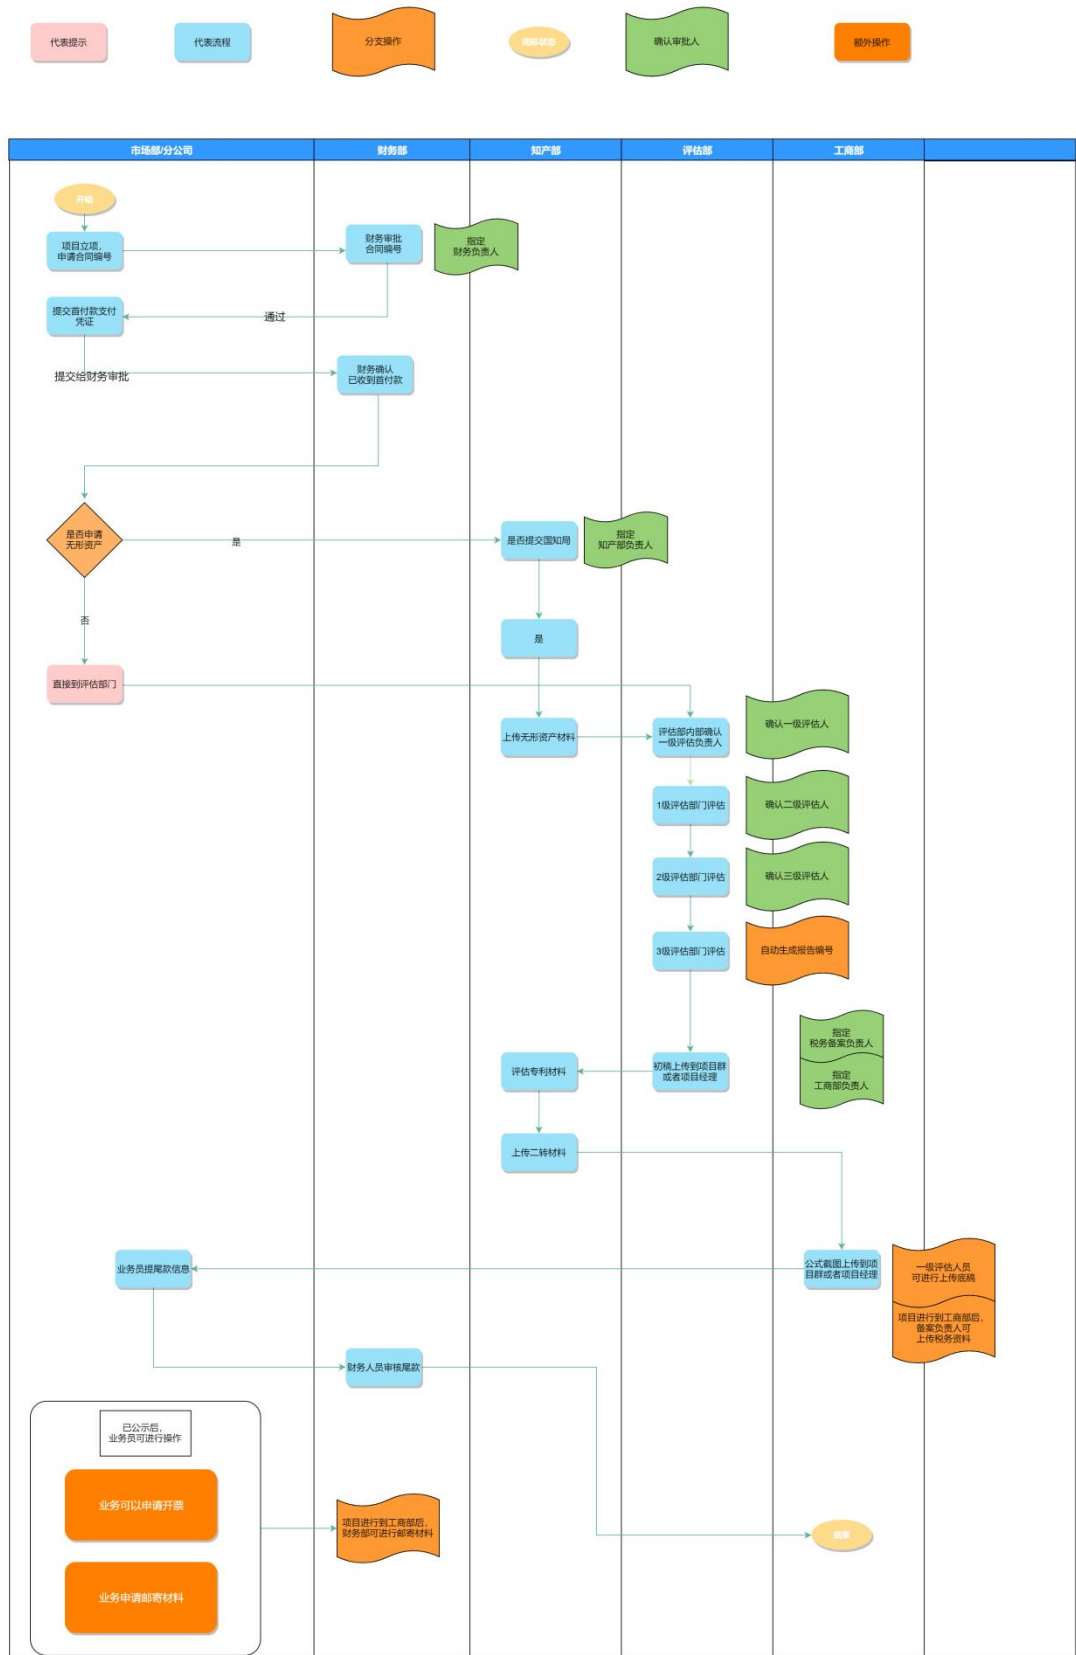 代表提示
代表流程
分支操作
闭环状态
确认审批人
额外操作
市场部/分公司
财务部
知产部
评估部
工商部
开始
项目立项，
申请合同编号
财务审批
合同编号
指定
财务负责人
提交首付款支付
凭证
通过
提交给财务审批
财务确认
已收到首付款
是否申请
无形资产
是
是否提交国知局
指定
知产部负责人
否
是
直接到评估部门
上传无形资产材料
评估部内部确认
一级评估负责人
确认一级评估人
1级评估部门评估
确认二级评估人
2级评估部门评估
确认三级评估人
3级评估部门评估
自动生成报告编号
指定
税务备案负责人
指定
工商部负责人
评估专利材料
初稿上传到项目群
或者项目经理
上传二转材料
业务员提尾款信息
公式截图上传到项
目群或者项目经理
一级评估人员
可进行上传底稿
项目进行到工商部后，
备案负责人可
上传税务资料
财务人员审核尾款
已公示后，
业务员可进行操作
业务可以申请开票
业务申请邮寄材料
项目进行到工商部后，
财务部可进行邮寄材料
结束